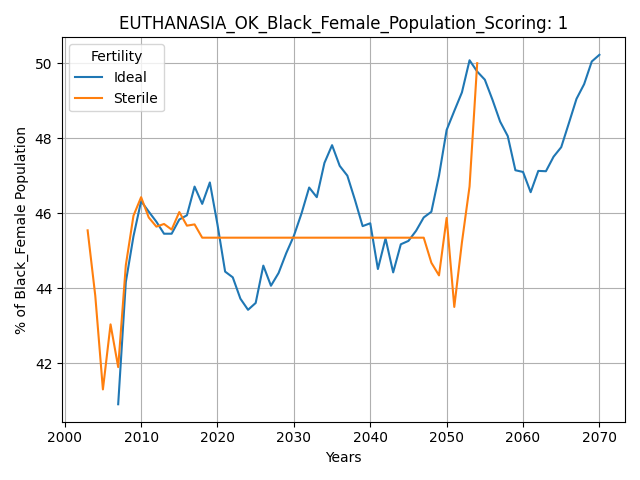 EUTHANASIA_OK_Black_Female_Population_Scoring: 1
Fertility
Ideal
Sterile
% of Black_Female Population
50
48
46
44
42
2000 2010 2020 2030 2040 2050 2060 2070
Years